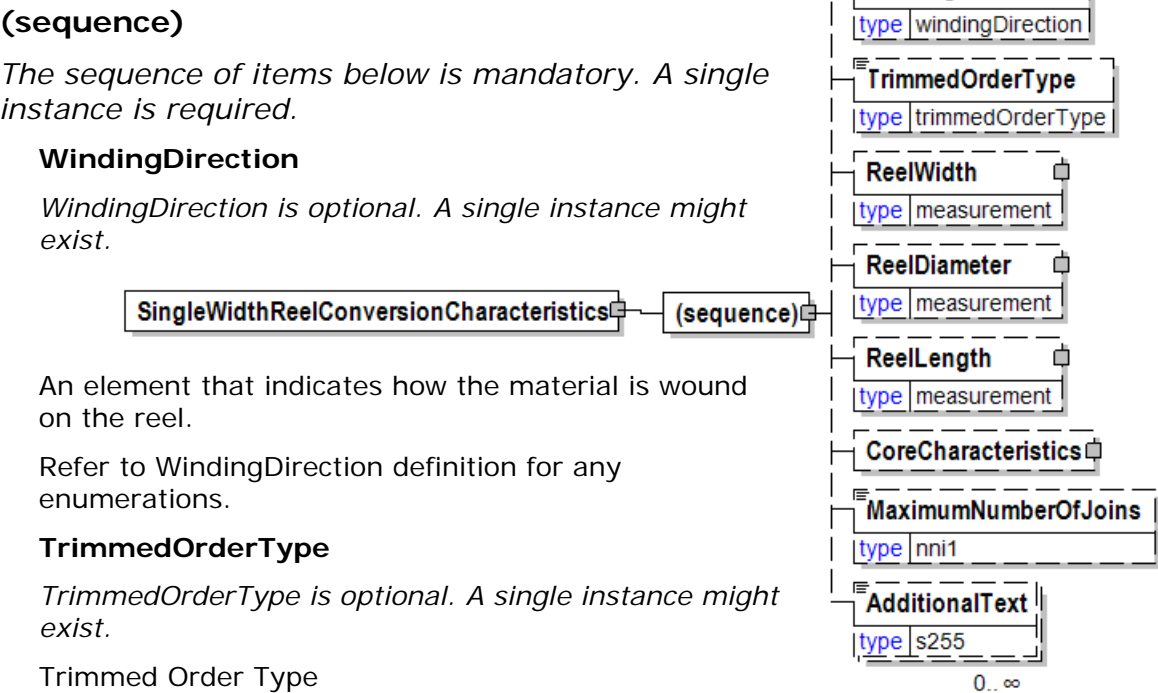 (sequence)
The sequence of items below is mandatory. A single
instance is required.
WindingDirection
WindingDirection is optional. A single instance might
exist.
SingleWidthReelConversionCharacteristics
(sequence)
An element that indicates how the material is wound
on the reel.
Refer to WindingDirection definition for any
enumerations.
TrimmedOrderType
TrimmedOrderType is optional. A single instance might
exist.
Trimmed Order Type
type windingDirection
TrimmedOrderType
type trimmedOrderType
ReelWidth
type measurement
ReelDiameter
type measurement
ReelLength
type measurement
CoreCharacteristics
MaximumNumberOfJoins
type nni1
AdditionalText
type s255
0.. ∞